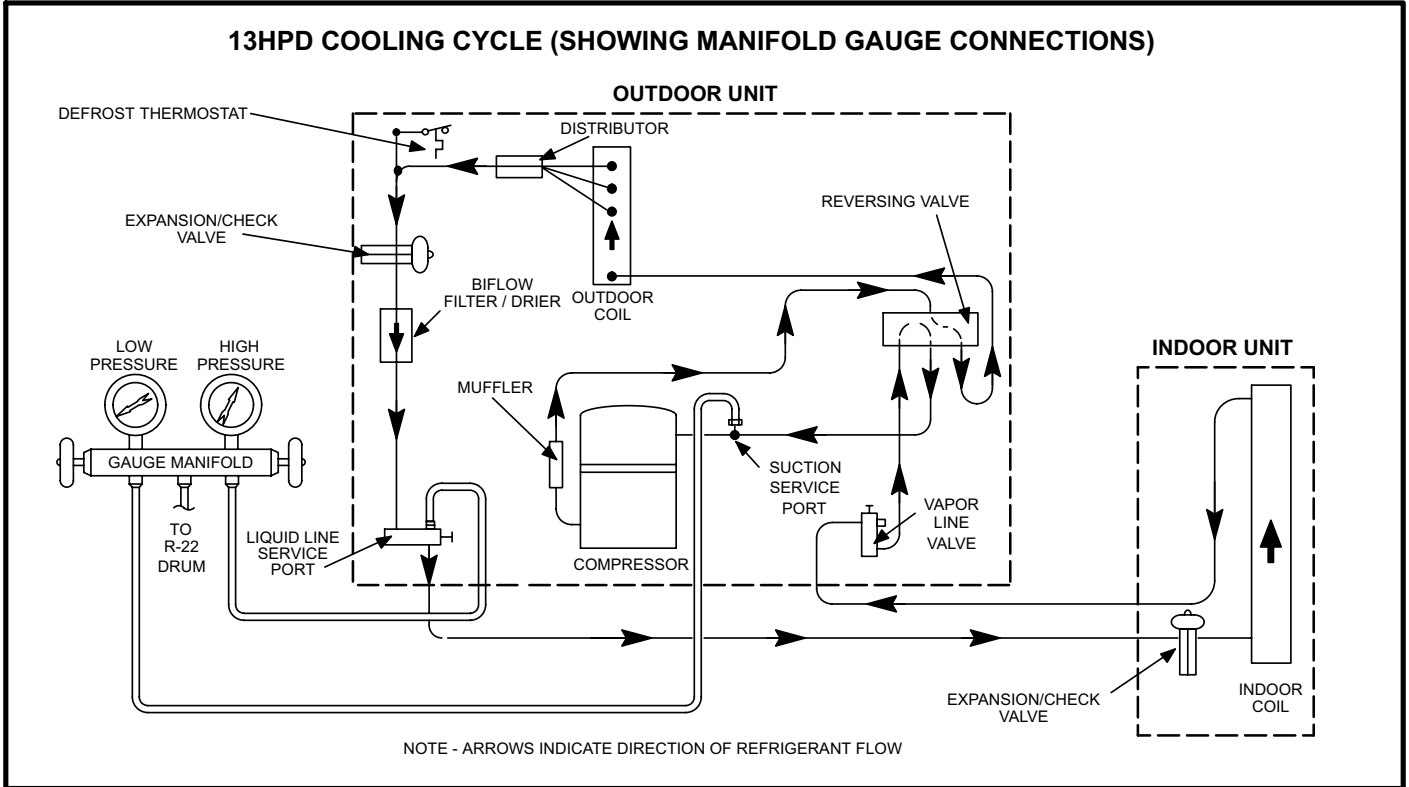 13HPD COOLING CYCLE (SHOWING MANIFOLD GAUGE CONNECTIONS)
OUTDOOR UNIT
DEFROST THERMOSTAT
DISTRIBUTOR
REVERSING VALVE
EXPANSION/CHECK
VALVE
BIFLOW
FILTER / DRIER
OUTDOOR
COIL
LOW
PRESSURE
HIGH
PRESSURE
INDOOR UNIT
MUFFLER
GAUGE MANIFOLD
SUCTION
SERVICE
PORT
VAPOR
LINE
VALVE
TO
R-22
DRUM
LIQUID LINE
SERVICE
PORT
COMPRESSOR
EXPANSION/CHECK
VALVE
INDOOR
COIL
NOTE - ARROWS INDICATE DIRECTION OF REFRIGERANT FLOW